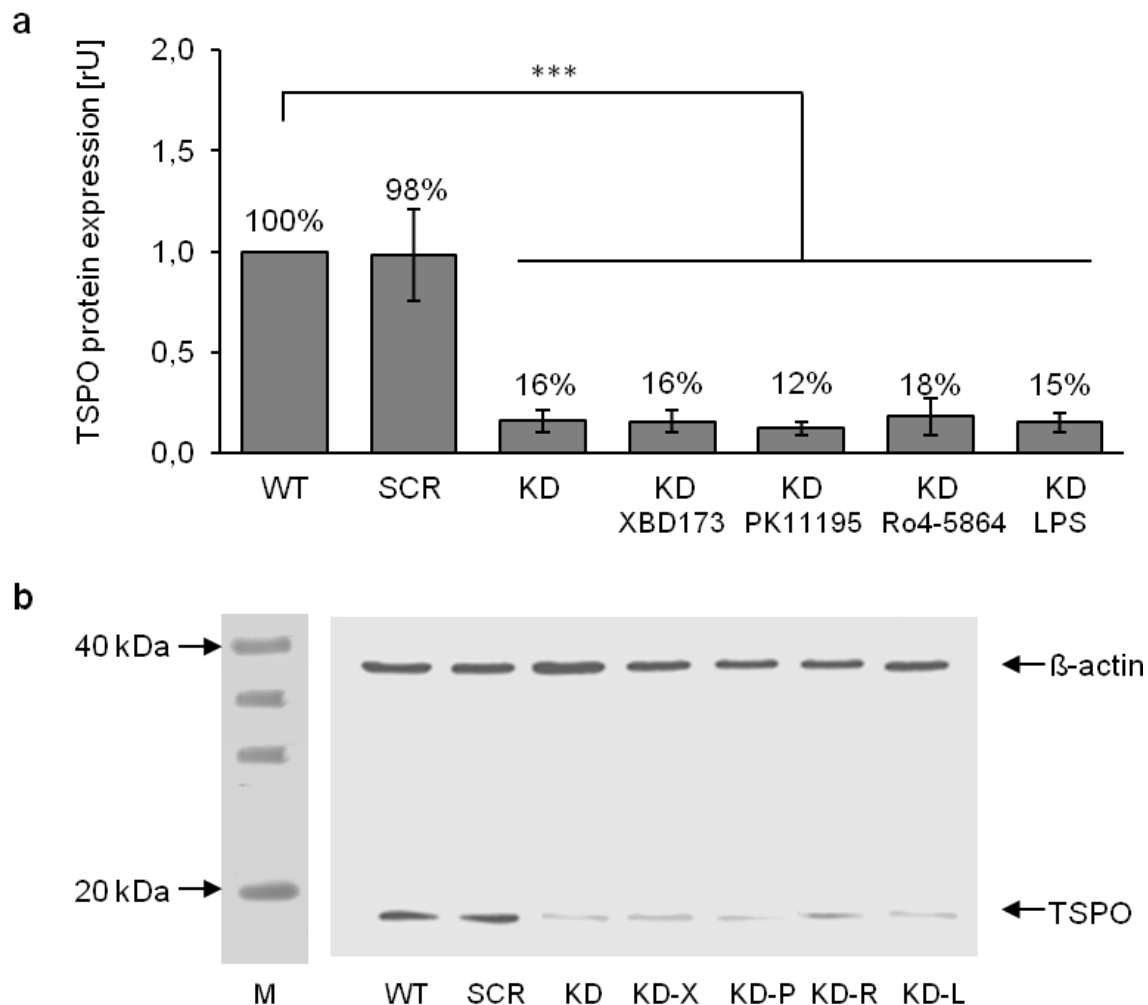 a
TSPO protein expression [rU]
2,0
1,5
1,0
0,5
0,0
***
100%
98%
16%
16%
12%
18%
15%
WT SCR KD KD KD KD KD
XBD173 PK11195 Ro4-5864 LPS
b
40 kDa
ß-actin
20 kDa
TSPO
M WT SCR KD KD-X KD-P KD-R KD-L